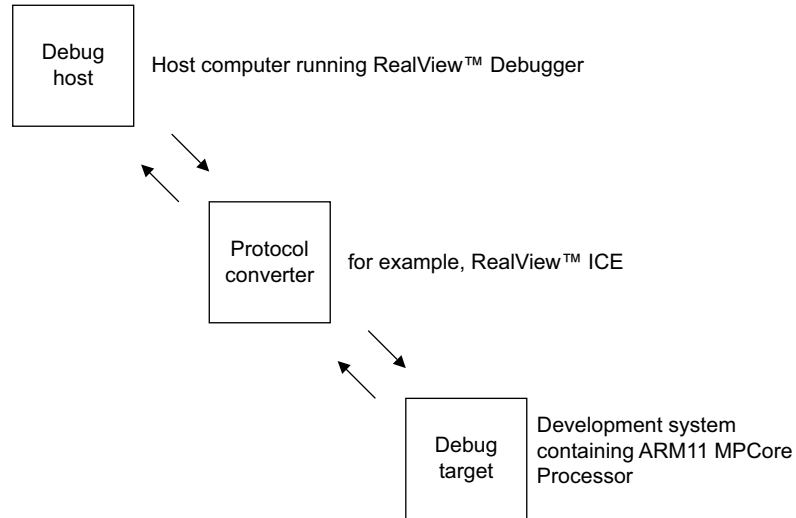 Debug
host
Host computer running RealView™ Debugger
Protocol
converter
for example, RealView™ ICE
Debug
target
Development system
containing ARM11 MPCore
Processor